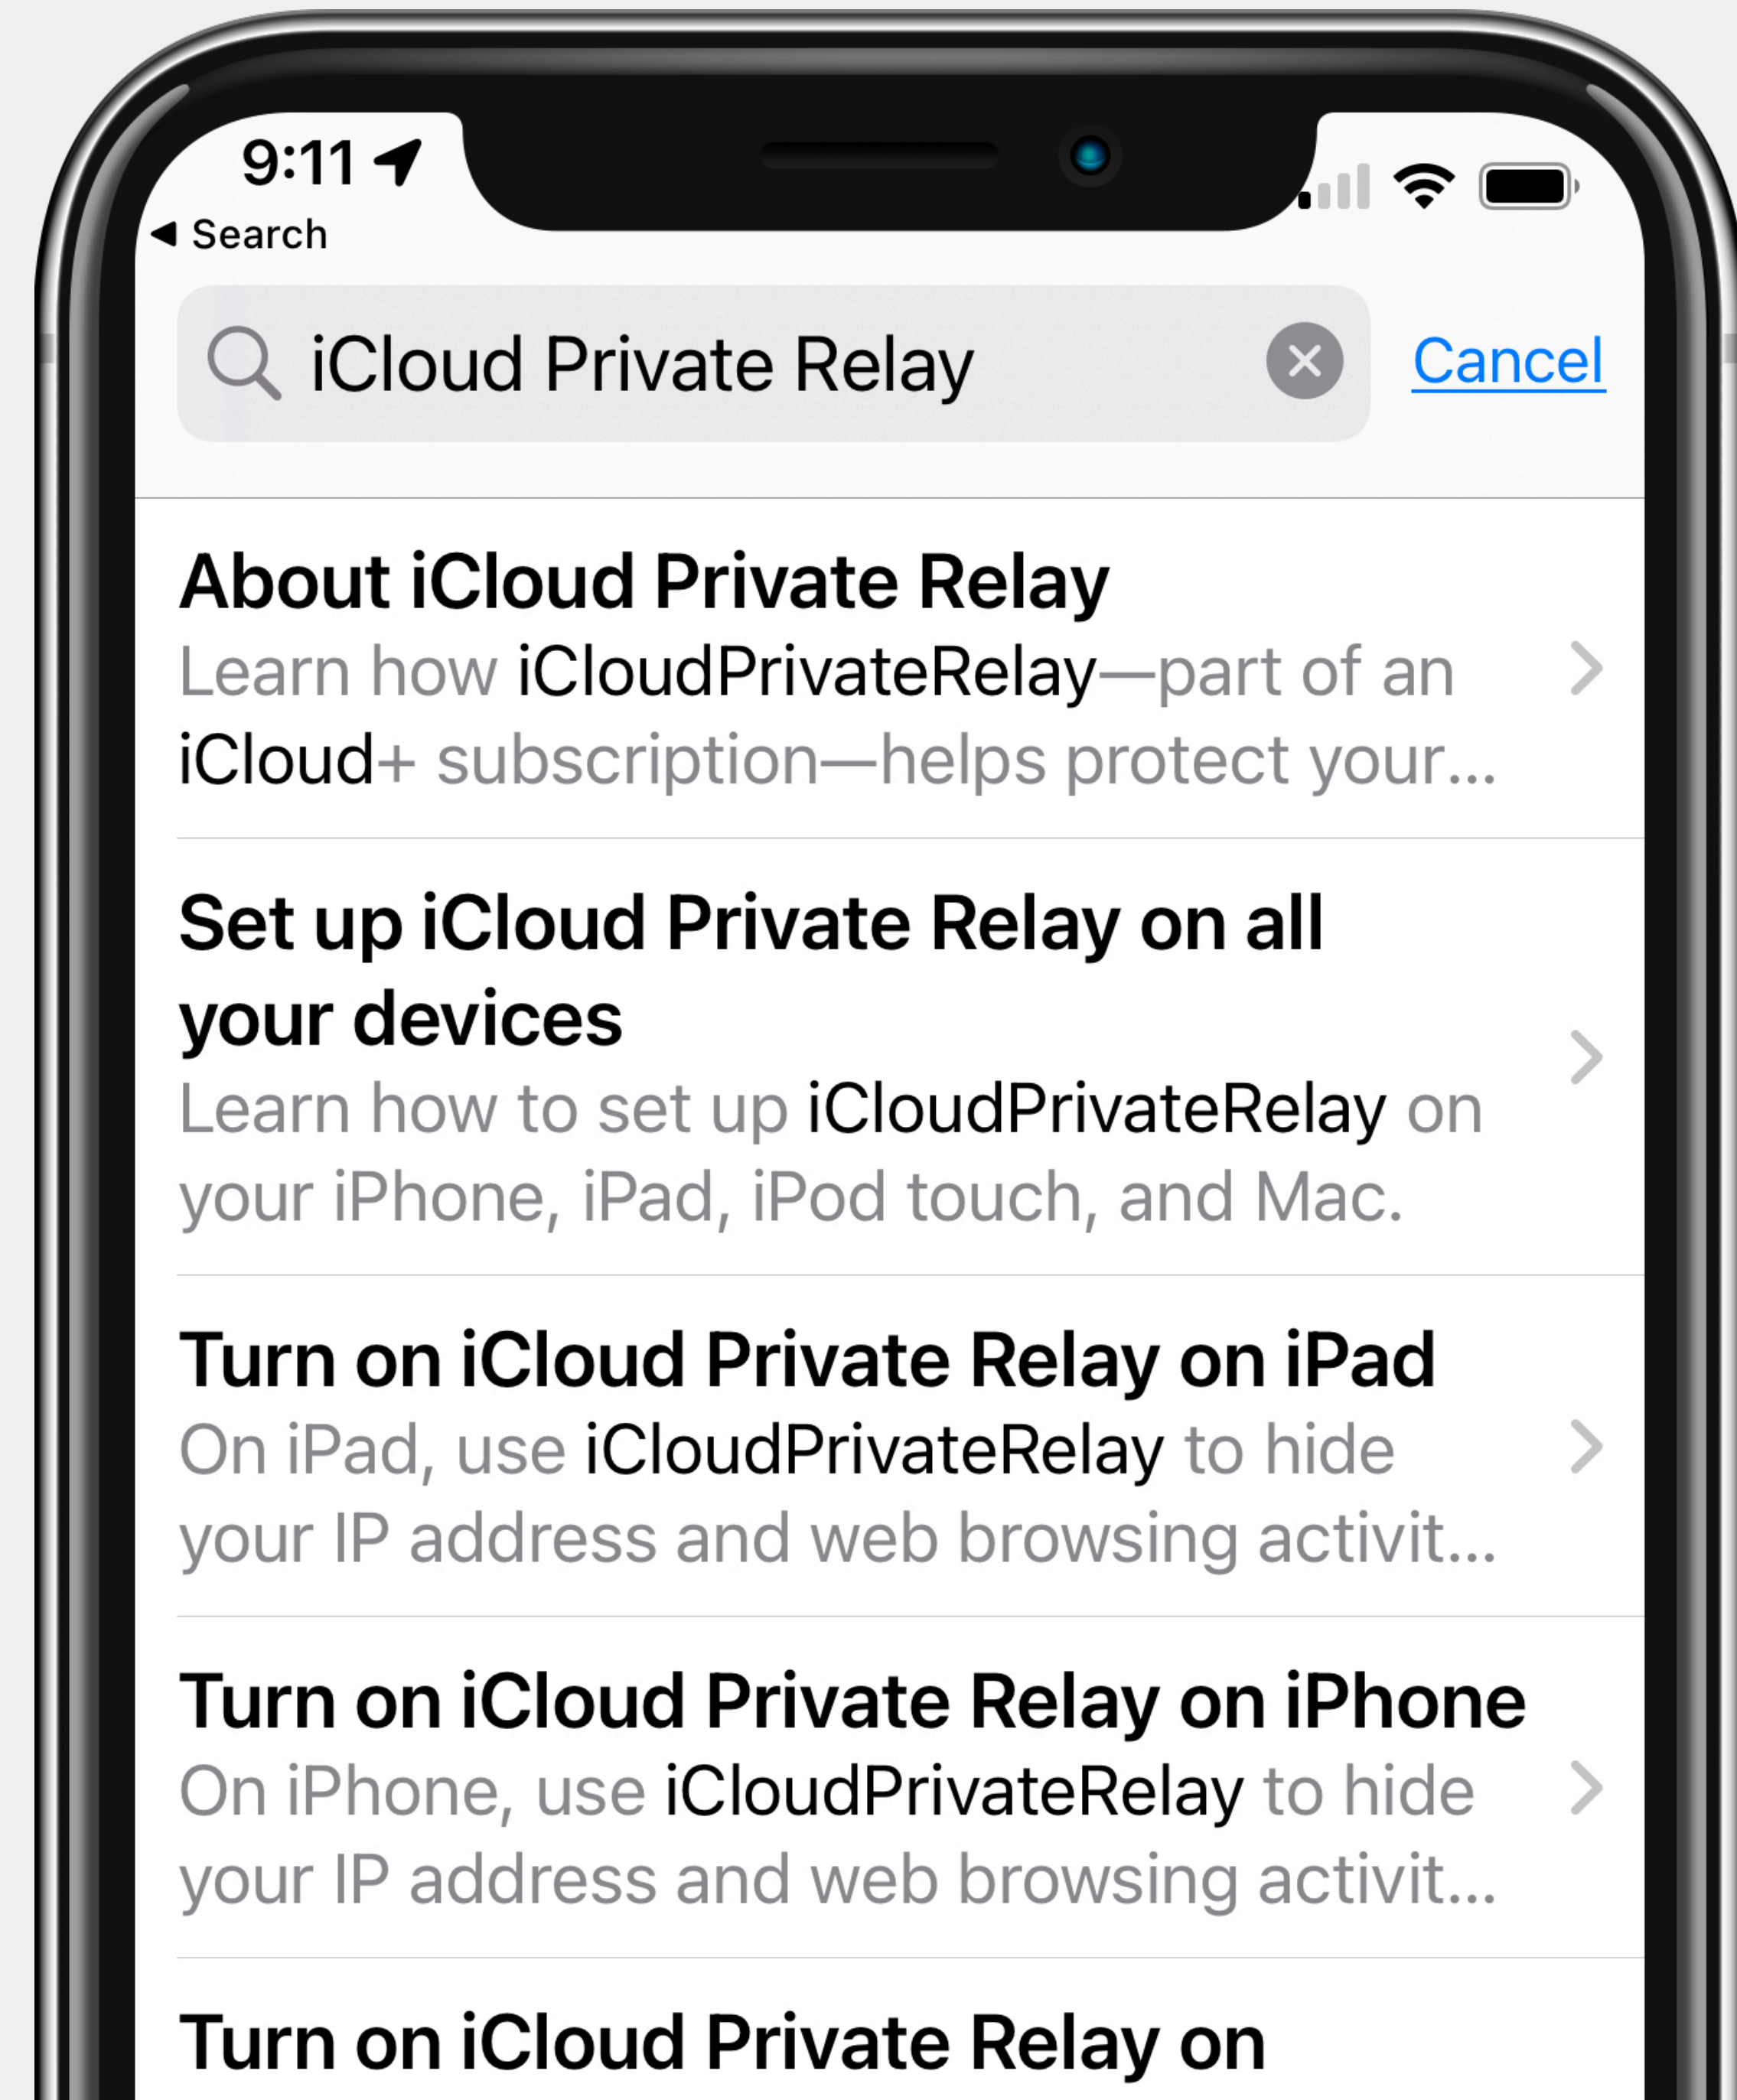 9:11
Search
iCloud Private Relay
Cancel
About iCloud Private Relay
Learn how iCloudPrivateRelay—part of an
iCloud+ subscription—helps protect your...
Set up iCloud Private Relay on all
your devices
Learn how to set up iCloudPrivateRelay on
your iPhone, iPad, iPod touch, and Mac.
Turn on iCloud Private Relay on iPad
On iPad, use iCloudPrivateRelay to hide
your IP address and web browsing activit...
Turn on iCloud Private Relay on iPhone
On iPhone, use iCloudPrivateRelay to hide
your IP address and web browsing activit...
Turn on iCloud Private Relay on